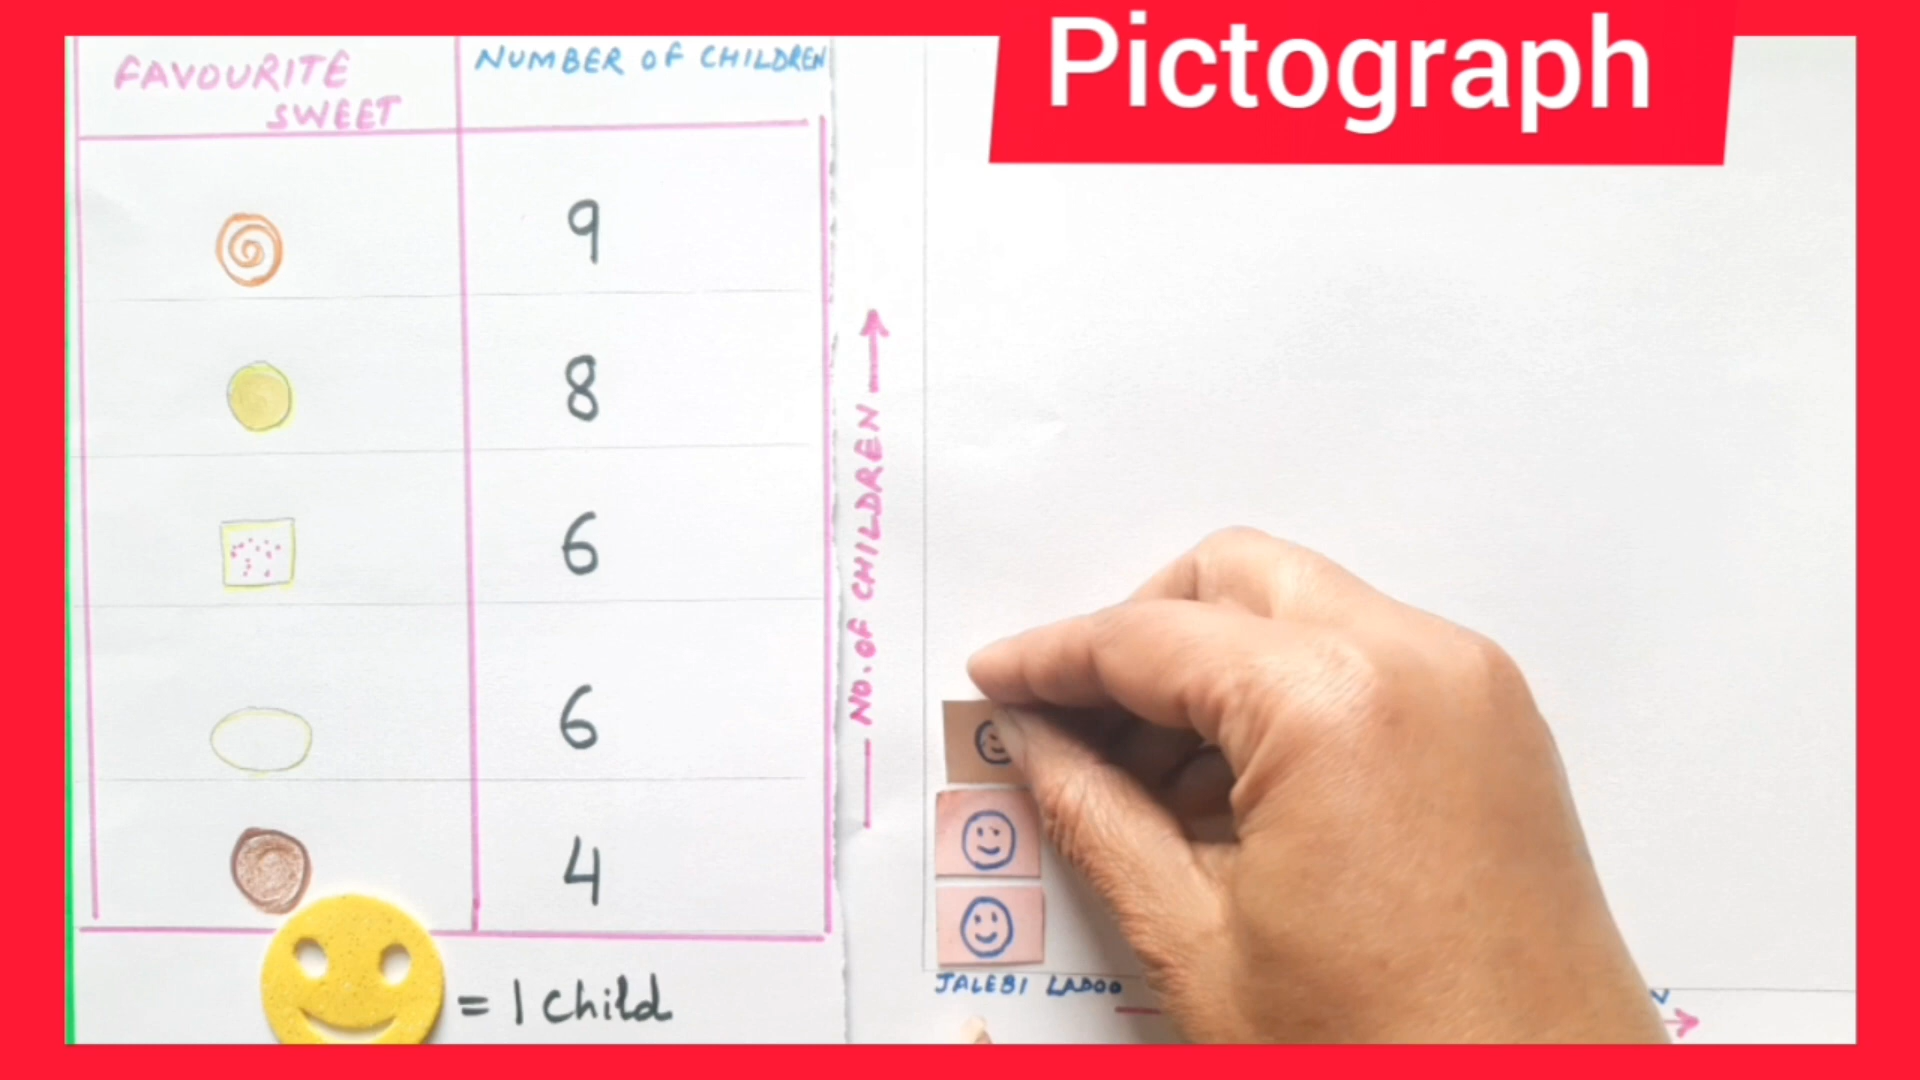 Pictograph
FAVOURITE
SWEET
NUMBER OF CHILDREN
9
8
6
6
4
= 1 Child
NO. OF CHILDREN
JALEBI LADOO